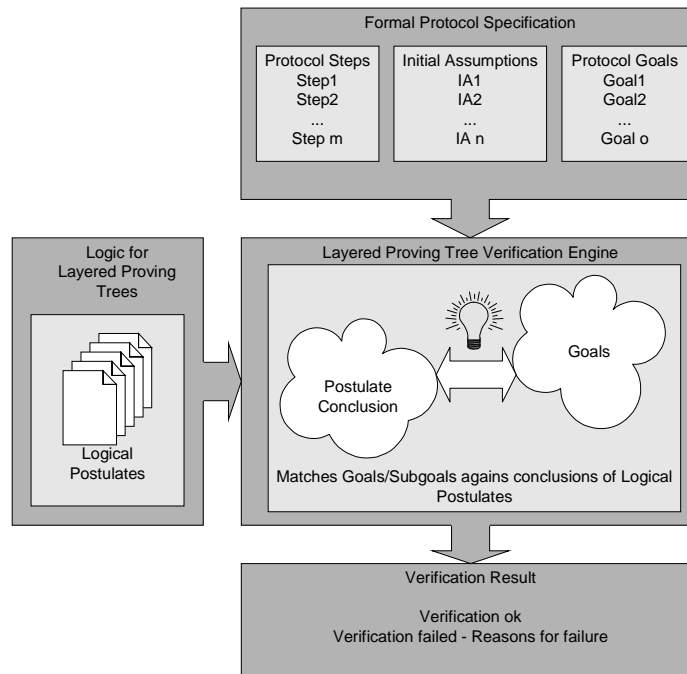 Formal Protocol Specification
Protocol Steps
Step1
Step2
...
Step m
Initial Assumptions
IA1
IA2
...
IA n
Protocol Goals
Goal1
Goal2
...
Goal o
Logic for
Layered Proving
Trees
Logical
Postulates
Layered Proving Tree Verification Engine
Postulate
Conclusion
Goals
Matches Goals/Subgoals agains conclusions of Logical
Postulates
Verification Result
Verification ok
Verification failed - Reasons for failure